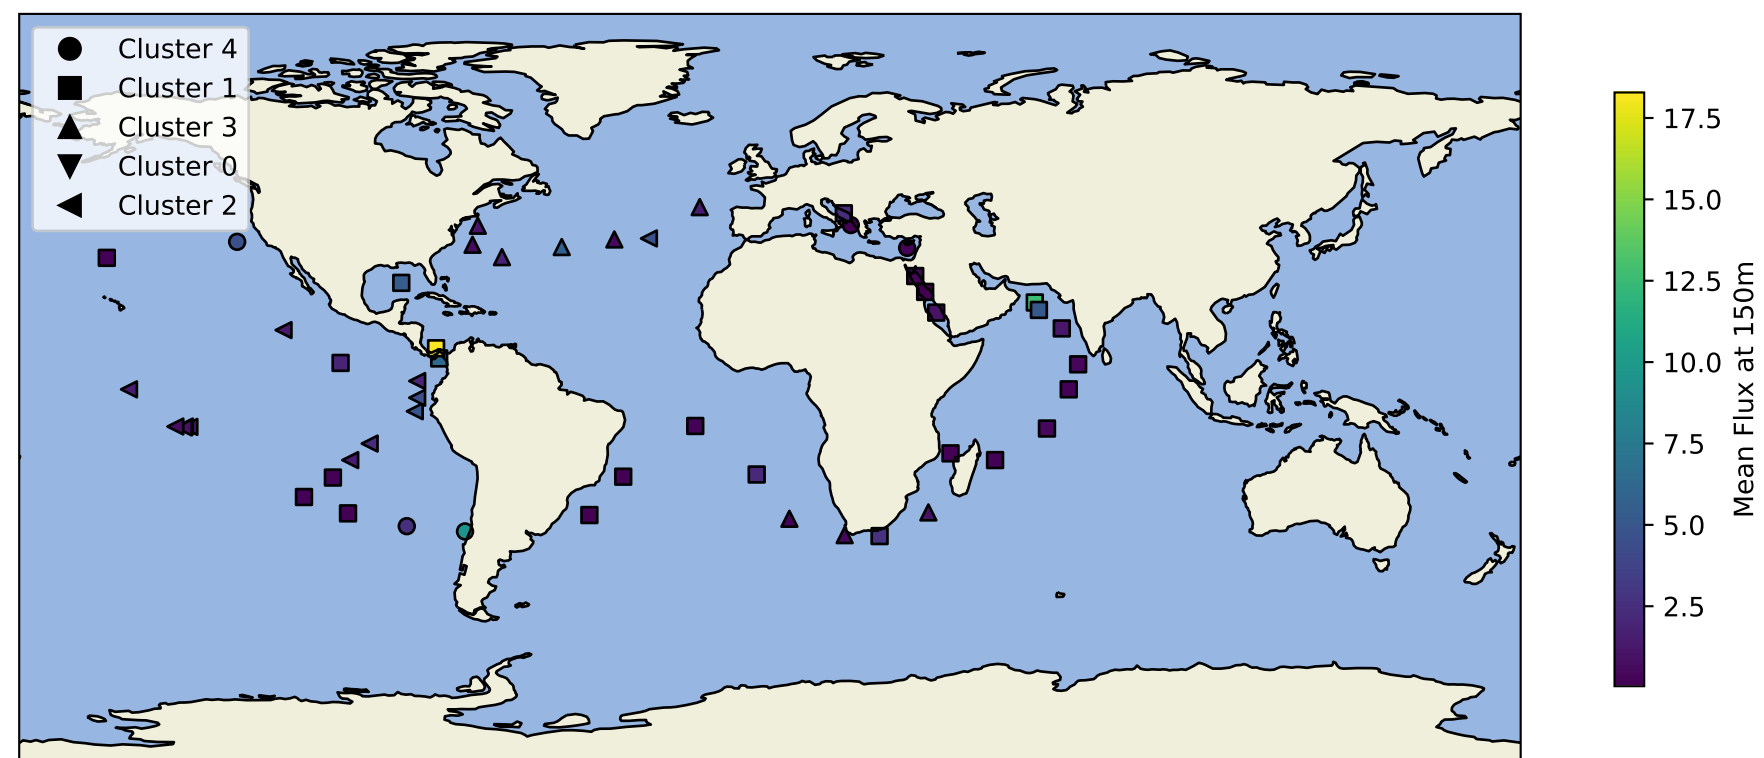 Cluster 4
Cluster 1
Cluster 3
Cluster 0
Cluster 2
17.5
15.0
12.5
10.0
7.5
5.0
2.5
Mean Flux at 150m